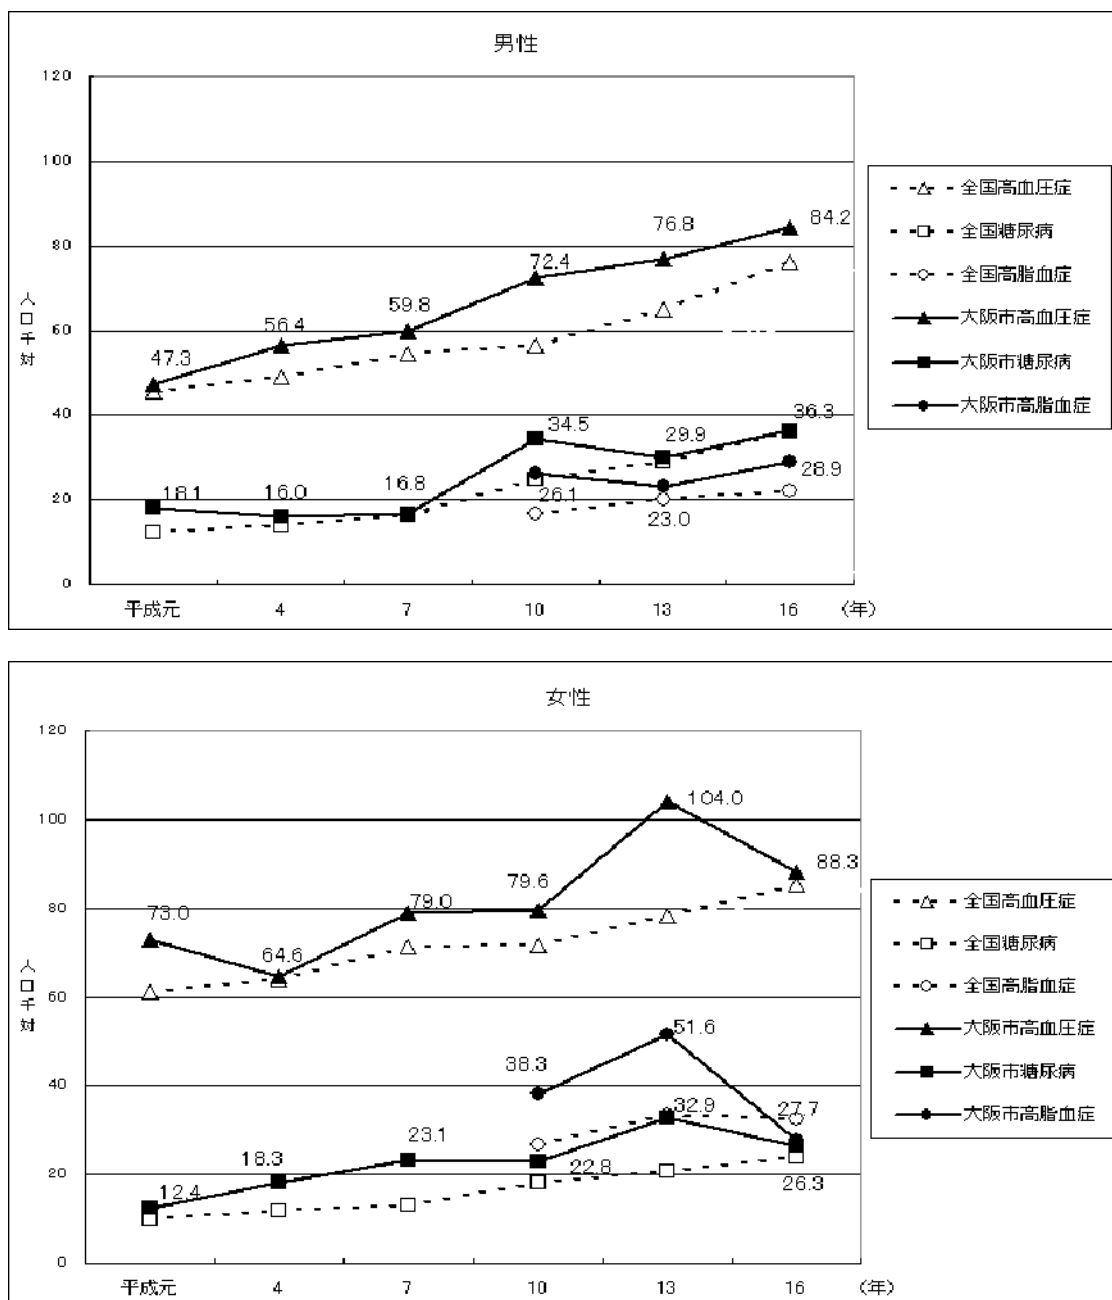 男性
120
100
80
60
40
20
0
人口千対
47.3
56.4
59.8
72.4
76.8
84.2
18.1
16.0
16.8
34.5
29.9
36.3
26.1
23.0
28.9
平成元
4
7
10
13
16
(年)
全国高血圧症
全国糖尿病
全国高脂血症
大阪市高血圧症
大阪市糖尿病
大阪市高脂血症
女性
120
100
80
60
40
20
0
人口千対
73.0
64.6
79.0
79.6
104.0
88.3
38.3
51.6
27.7
12.4
18.3
23.1
22.8
32.9
26.3
平成元
4
7
10
13
16
(年)
全国高血圧症
全国糖尿病
全国高脂血症
大阪市高血圧症
大阪市糖尿病
大阪市高脂血症